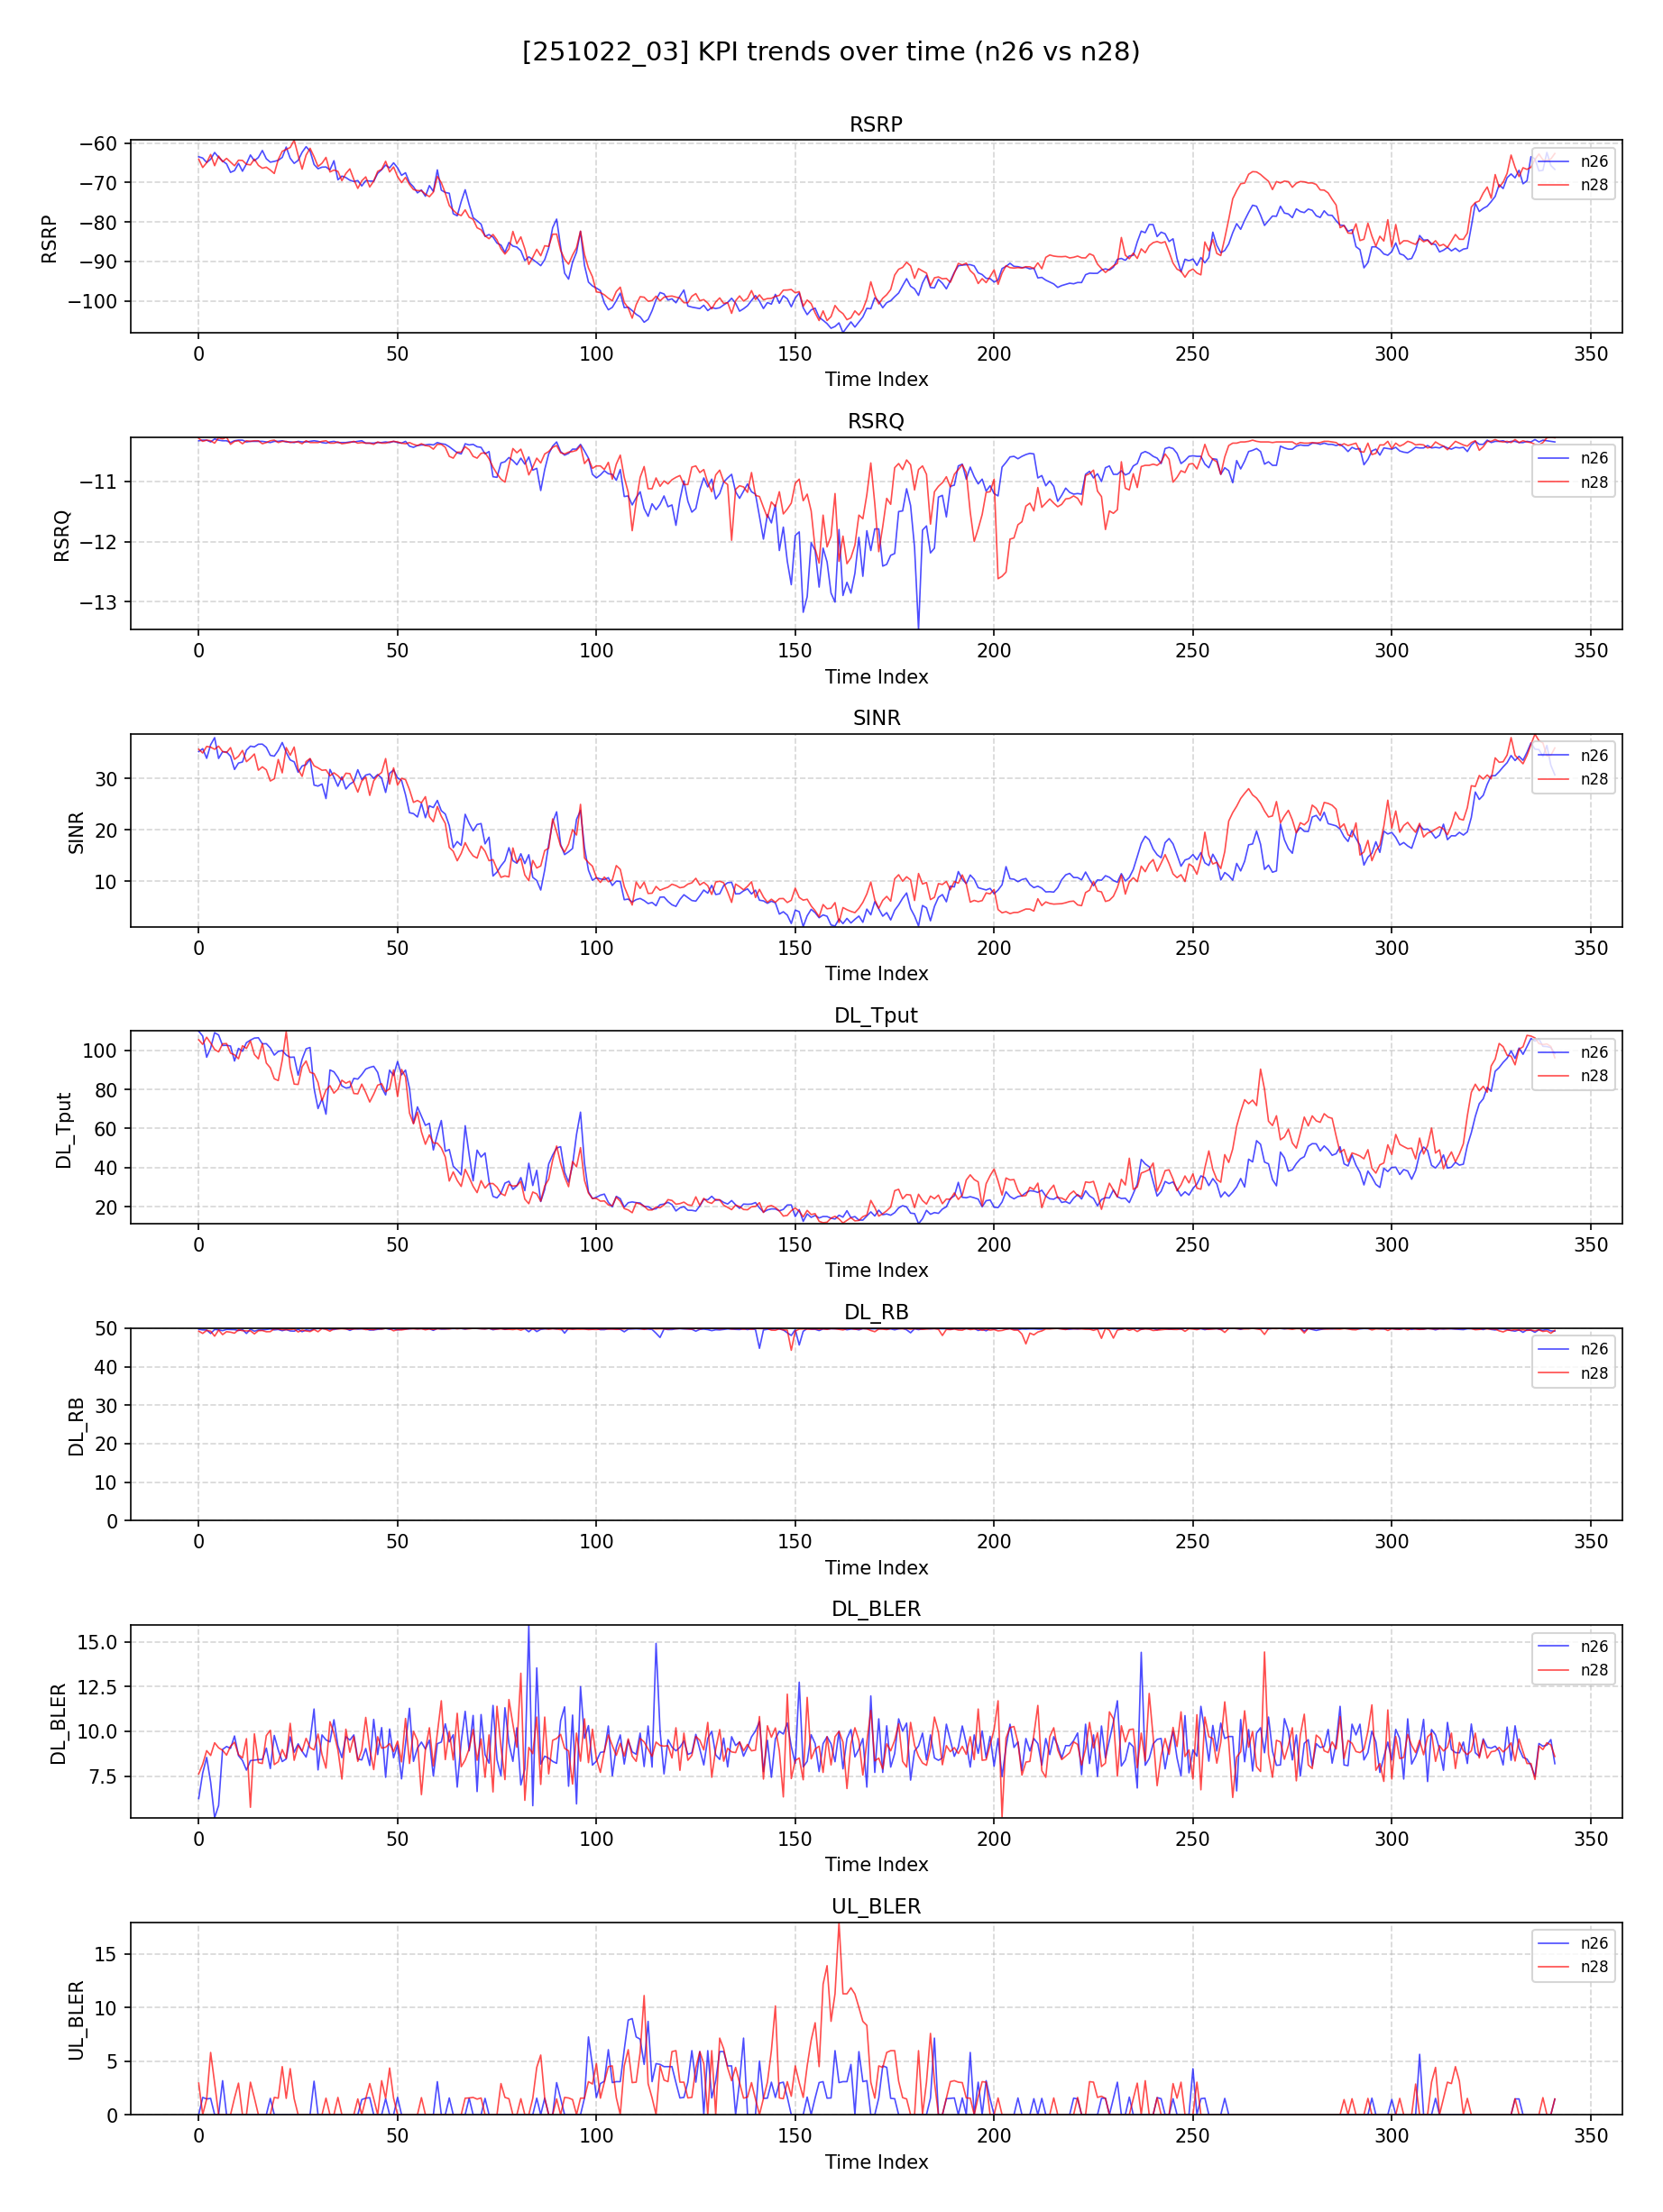 [251022_03] KPI trends over time (n26 vs n28)
RSRP
−60
−70
−80
−90
−100
RSRP
n26
n28
0 50 100 150 200 250 300 350
Time Index
RSRQ
−11
−12
−13
RSRQ
n26
n28
0 50 100 150 200 250 300 350
Time Index
SINR
30
20
10
SINR
n26
n28
0 50 100 150 200 250 300 350
Time Index
DL_Tput
100
80
60
40
20
DL_Tput
n26
n28
0 50 100 150 200 250 300 350
Time Index
DL_RB
50
40
30
20
10
0
DL_RB
n26
n28
0 50 100 150 200 250 300 350
Time Index
DL_BLER
15.0
12.5
10.0
7.5
DL_BLER
n26
n28
0 50 100 150 200 250 300 350
Time Index
UL_BLER
15
10
5
0
UL_BLER
n26
n28
0 50 100 150 200 250 300 350
Time Index